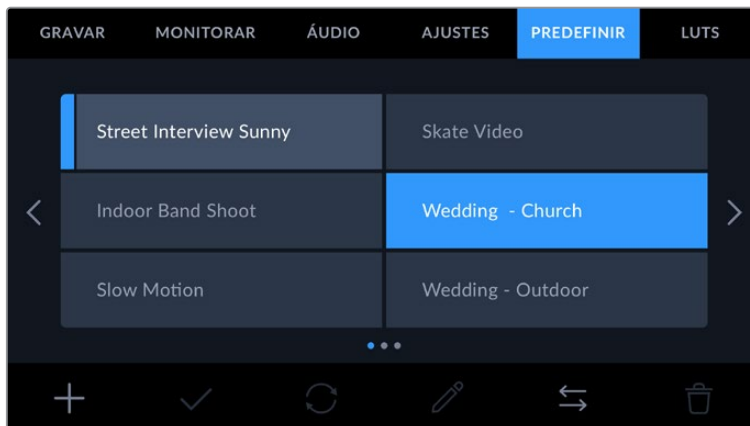 GRAVAR MONITORAR ÁUDIO AJUSTES PREDEFINIR LUTS
Street Interview Sunny Skate Video
Indoor Band Shoot Wedding - Church
Slow Motion Wedding - Outdoor